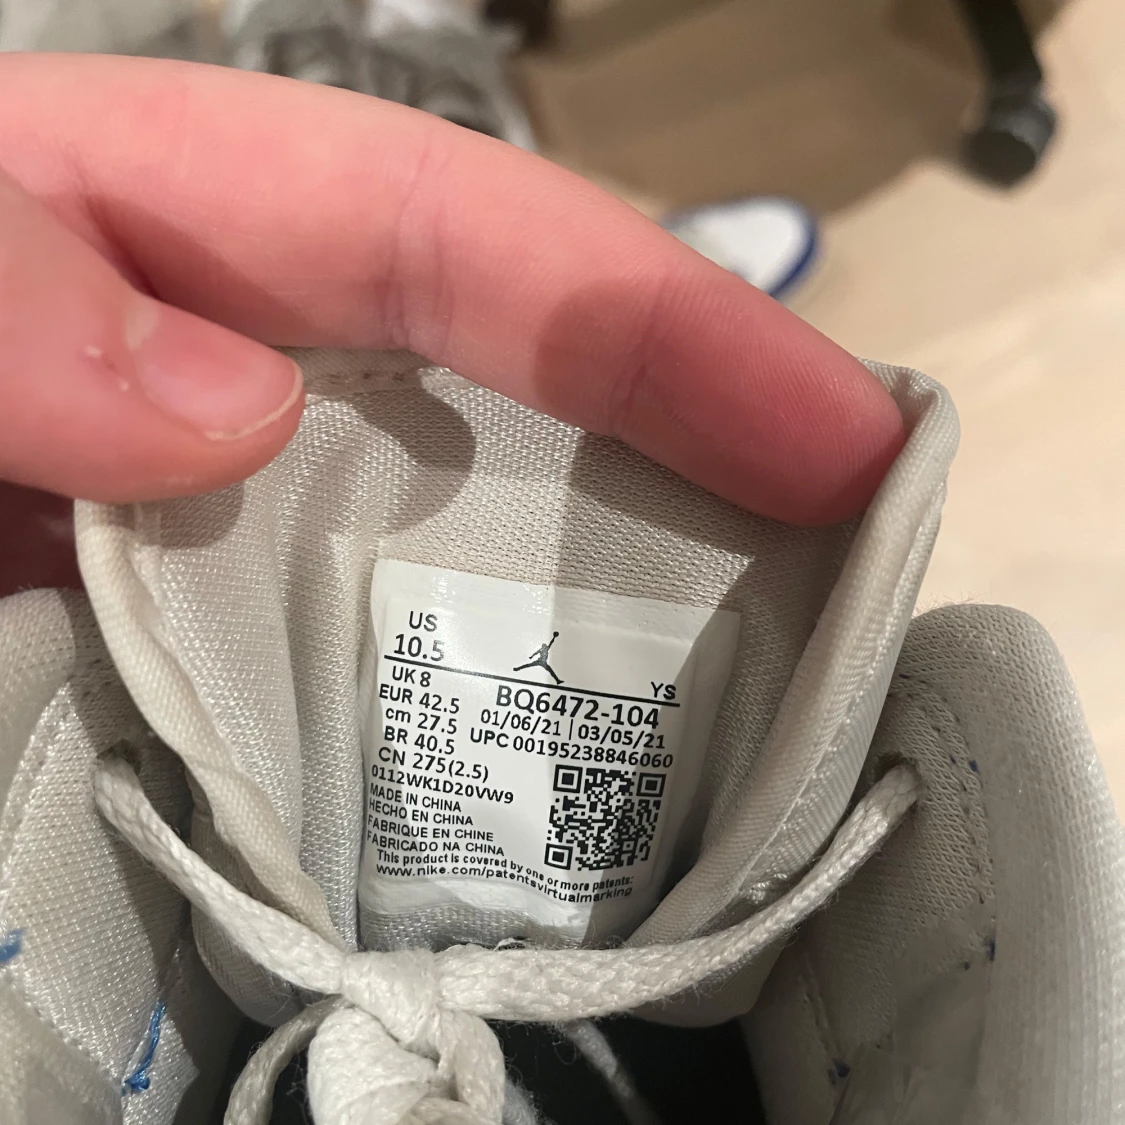 US
10.5
YS
UK 8
BQ6472-104
EUR 42.5
01/06/21 | 03/05/21
cm 27.5
UPC 00195238846060
BR 40.5
CN 275(2.5)
0112WK1D20VW9
MADE IN CHINA
HECHO EN CHINA
FABRIQUE EN CHINE
FABRICADO NA CHINA
This product is covered by one or more patents:
www.nike.com/patentsvirtualmarking